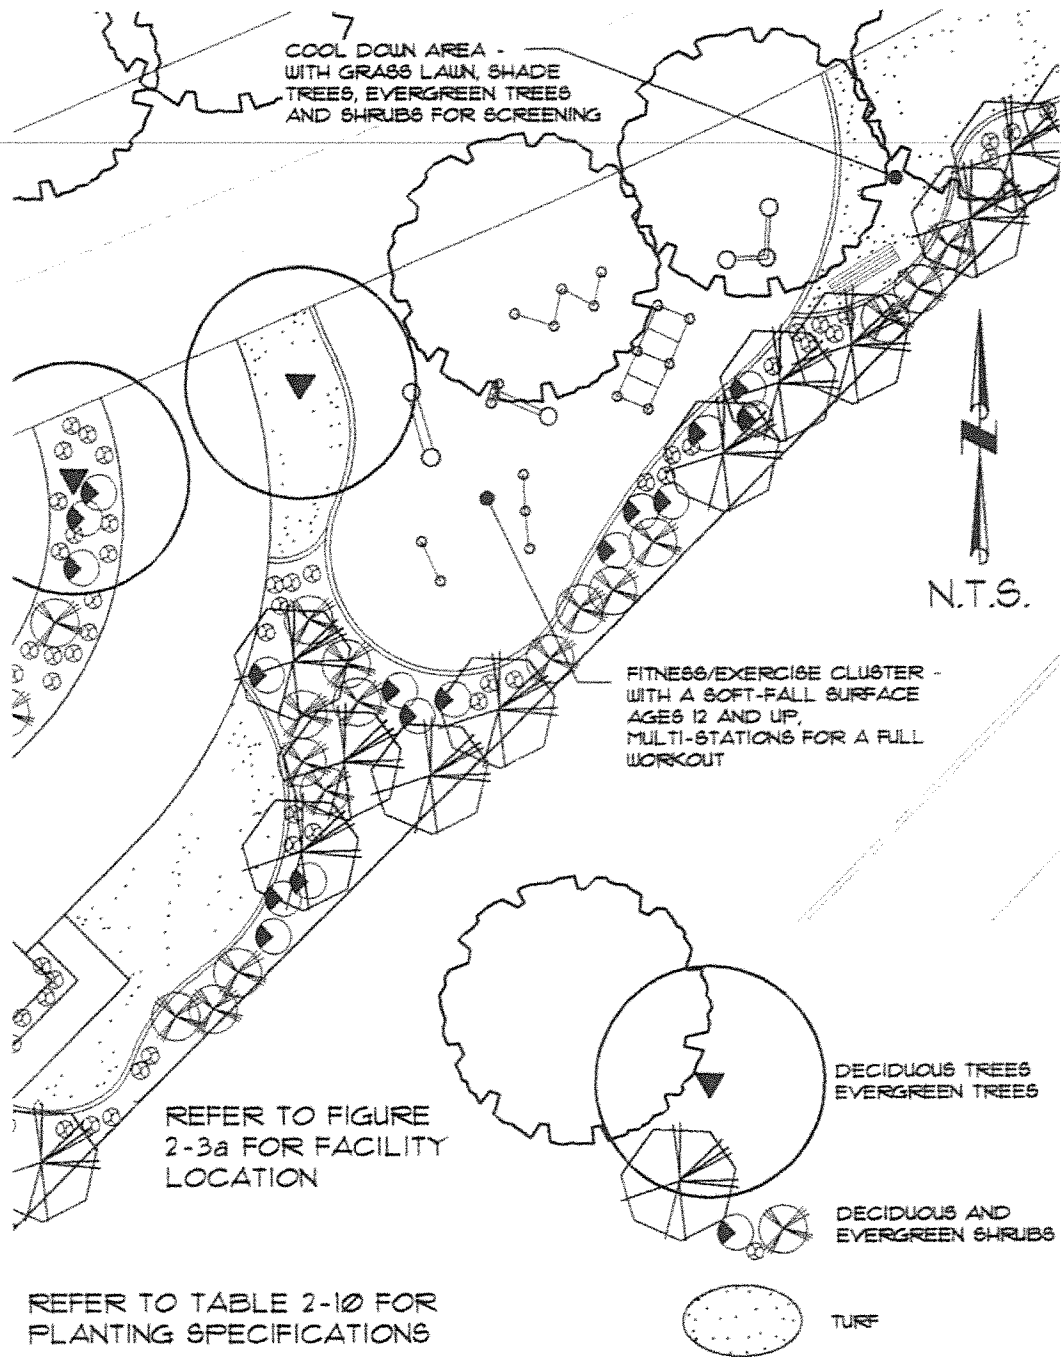 COOL DOWN AREA -
WITH GRASS LAWN, SHADE
TREES, EVERGREEN TREES
AND SHRUBS FOR SCREENING
N
N.T.S.
FITNESS/EXERCISE CLUSTER -
WITH A SOFT-FALL SURFACE
AGES 12 AND UP,
MULTI-STATIONS FOR A FULL
WORKOUT
DECIDUOUS TREES
EVERGREEN TREES
REFER TO FIGURE
2-3a FOR FACILITY
LOCATION
DECIDUOUS AND
EVERGREEN SHRUBS
REFER TO TABLE 2-10 FOR
PLANTING SPECIFICATIONS
TURF